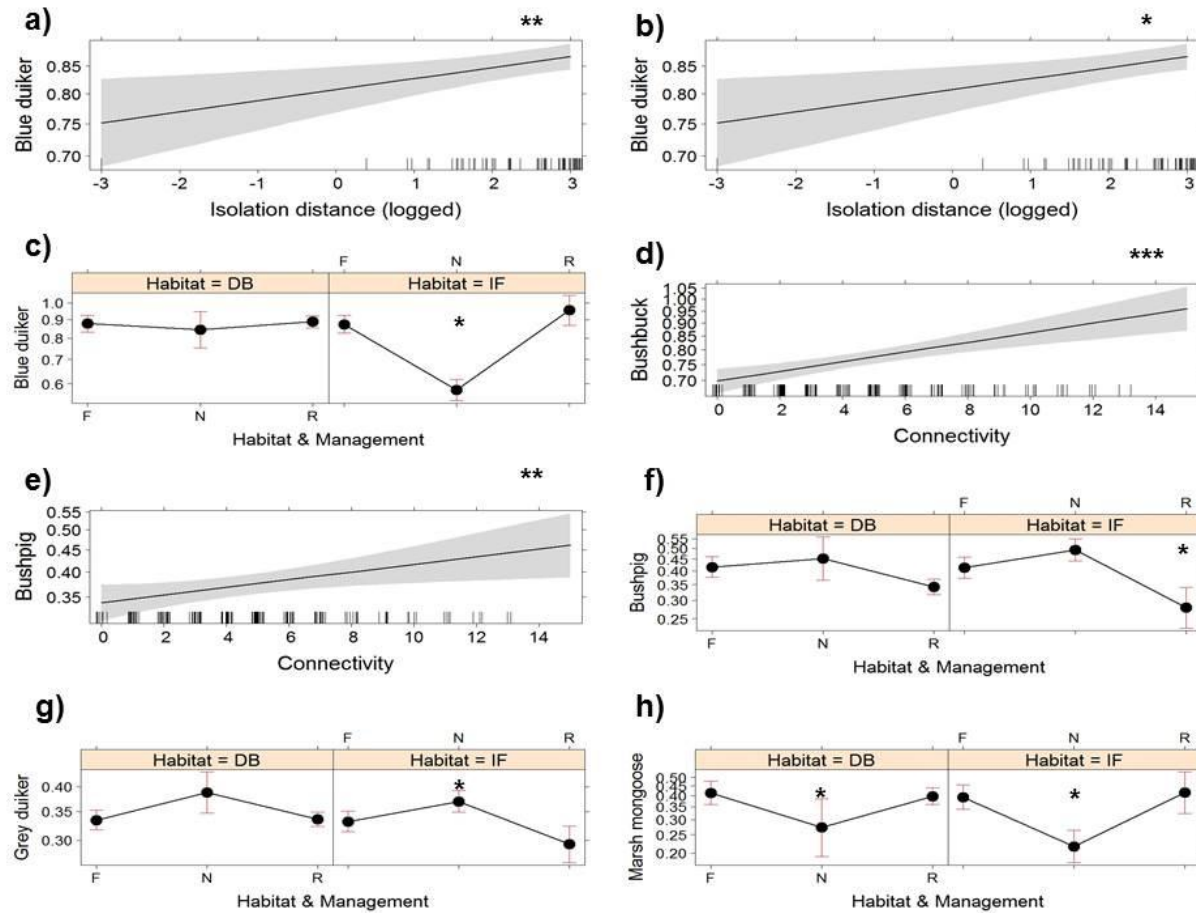 a)
**
Blue duiker
0.85
0.80
0.75
0.70
-3 -2 -1 0 1 2 3
Isolation distance (logged)
b)
*
Blue duiker
0.85
0.80
0.75
0.70
-3 -2 -1 0 1 2 3
Isolation distance (logged)
c)
F N R
Habitat = DB Habitat = IF
Blue duiker
1.0
0.9
0.8
0.7
0.6
*
F N R
Habitat & Management
d)
***
Bushbuck
1.05
1.00
0.95
0.90
0.85
0.80
0.75
0.70
0 2 4 6 8 10 12 14
Connectivity
e)
**
Bushpig
0.55
0.50
0.45
0.40
0.35
0 2 4 6 8 10 12 14
Connectivity
f)
F N R
Habitat = DB Habitat = IF
Bushpig
0.55
0.50
0.45
0.40
0.35
0.30
0.25
*
F N R
Habitat & Management
g)
F N R
Habitat = DB Habitat = IF
Grey duiker
0.40
0.35
0.30
*
F N R
Habitat & Management
h)
F N R
Habitat = DB Habitat = IF
Marsh mongoose
0.50
0.45
0.40
0.35
0.30
0.25
0.20
* *
F N R
Habitat & Management